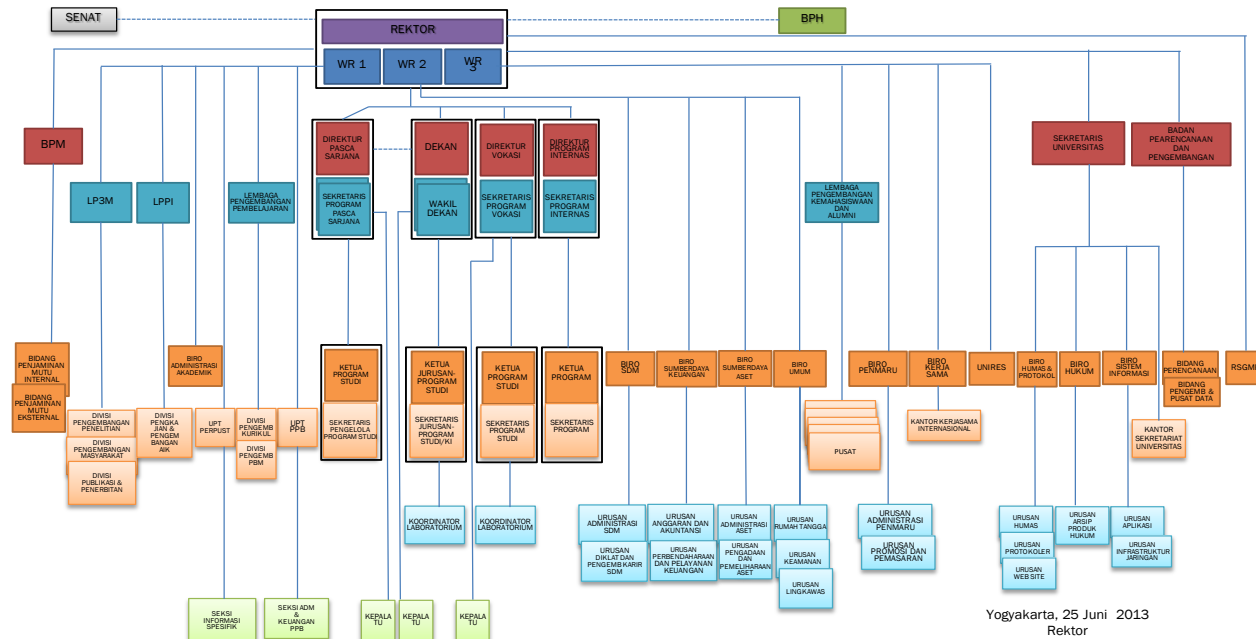 SENAT
BPH
REKTOR
WR 1
WR 2
WR
3
BPM
DIREKTUR
PASCA
SARJANA
DEKAN
DIREKTUR
VOKASI
DIREKTUR
PROGRAM
INTERNAS
SEKRETARIS
UNIVERSITAS
BADAN
PEARENCANAAN
DAN
PENGEMBANGAN
LP3M
LPPI
LEMBAGA
PENGEMBANGAN
PEMBELAJARAN
SEKRETARIS
PROGRAM
PASCA
SARJANA
WAKIL
DEKAN
SEKRETARIS
PROGRAM
VOKASI
SEKRETARIS
PROGRAM
INTERNAS
LEMBAGA
PENGEMBANGAN
KEMAHASISWAAN
DAN
ALUMNI
BIDANG
PENJAMINAN
MUTU
INTERNAL
BIDANG
PENJAMINAN
MUTU
EKSTERNAL
BIRO
ADMINISTRASI
AKADEMIK
KETUA
PROGRAM
STUDI
KETUA
JURUSAN-
PROGRAM
STUDI
KETUA
PROGRAM
STUDI
KETUA
PROGRAM
BIRO
SDM
BIRO
SUMBERDAYA
KEUANGAN
BIRO
SUMBERDAYA
ASET
BIRO
UMUM
BIRO
PENMARU
BIRO
KERJA
SAMA
UNIRES
BIRO
HUMAS &
PROTOKOL
BIRO
HUKUM
BIRO
SISTEM
INFORMASI
BIDANG
PERENCANAAN
BIDANG
PENGEMB &
PUSAT DATA
RSGMP
DIVISI
PENGEMBANGAN
PENELITIAN
DIVISI
PENGEMBANGAN
MASYARAKAT
DIVISI
PUBLIKASI &
PENERBITAN
DIVISI
PENGKA
JIAN &
PENGEM
BANGAN
AIK
UPT
PERPUST
DIVISI
PENGEMB
KURIKUL
DIVISI
PENGEMB
PBM
UPT
PPB
SEKRETARIS
PENGELOLA
PROGRAM STUDI
SEKRETARIS
JURUSAN-
PROGRAM
STUDI/KI
SEKRETARIS
PROGRAM
STUDI
SEKRETARIS
PROGRAM
PUSAT
KANTOR KERJASAMA
INTERNASIONAL
KANTOR
SEKRETARIAT
UNIVERSITAS
KOORDINATOR
LABORATORIUM
KOORDINATOR
LABORATORIUM
URUSAN
ADMINISTRASI
SDM
URUSAN
DIKLAT DAN
PENGEMB KARIR
SDM
URUSAN
ANGGARAN DAN
AKUNTANSI
URUSAN
PERBENDAHARAAN
DAN PELAYANAN
KEUANGAN
URUSAN
ADMINISTRASI
ASET
URUSAN
PENGADAAN
DAN
PEMELIHARAAN
ASET
URUSAN
RUMAH TANGGA
URUSAN
KEAMANAN
URUSAN
LINGKAWAS
URUSAN
ADMINISTRASI
PENMARU
URUSAN
PROMOSI DAN
PEMASARAN
URUSAN
HUMAS
URUSAN
PROTOKOLER
URUSAN
WEB SITE
URUSAN
ARSIP
PRODUK
HUKUM
URUSAN
APLIKASI
URUSAN
INFRASTRUKTUR
JARINGAN
SEKSI
INFORMASI
SPESIFIK
SEKSI ADM
&
KEUANGAN
PPB
KEPALA
TU
KEPALA
TU
KEPALA
TU
Yogyakarta, 25 Juni 2013
Rektor